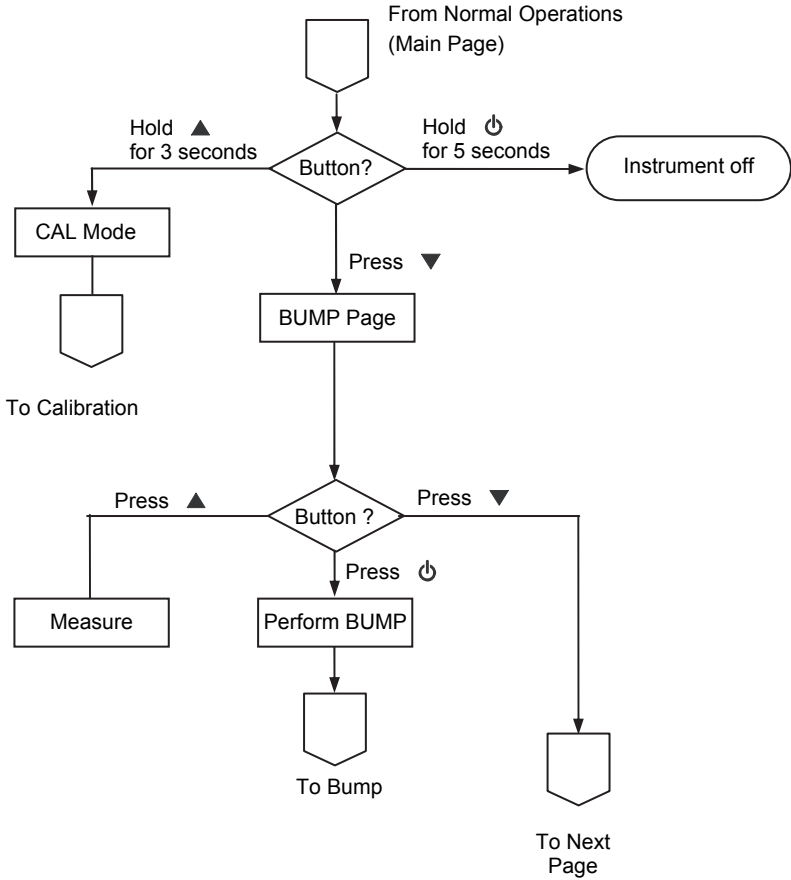 From Normal Operations
(Main Page)
Hold ▲
for 3 seconds
Hold ⏻
for 5 seconds
Button?
Instrument off
CAL Mode
Press ▼
BUMP Page
To Calibration
Press ▲
Press ▼
Button ?
Press ⏻
Measure
Perform BUMP
To Bump
To Next
Page